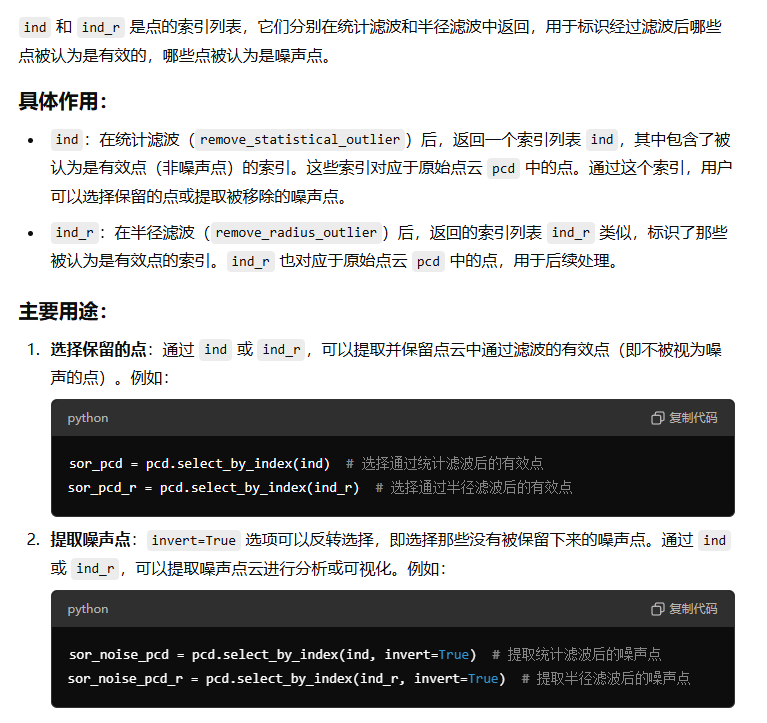 ind 和 ind_r 是点的索引列表，它们分别在统计滤波和半径滤波中返回，用于标识经过滤波后哪些
点被认为是有效的，哪些点被认为是噪声点。
具体作用：
• ind：在统计滤波（remove_statistical_outlier）后，返回一个索引列表 ind，其中包含了被
认为是有效点（非噪声点）的索引。这些索引对应于原始点云 pcd 中的点。通过这个索引，用户
可以选择保留的点或提取被移除的噪声点。
• ind_r：在半径滤波（remove_radius_outlier）后，返回的索引列表 ind_r 类似，标识了那些
被认为是有效点的索引。ind_r 也对应于原始点云 pcd 中的点，用于后续处理。
主要用途：
1. 选择保留的点：通过 ind 或 ind_r，可以提取并保留点云中通过滤波的有效点（即不被视为噪
声的点）。例如：
python 复制代码
sor_pcd = pcd.select_by_index(ind)  # 选择通过统计滤波后的有效点
sor_pcd_r = pcd.select_by_index(ind_r)  # 选择通过半径滤波后的有效点
2. 提取噪声点：invert=True 选项可以反转选择，即选择那些没有被保留下来的噪声点。通过 ind
或 ind_r，可以提取噪声点云进行分析或可视化。例如：
python 复制代码
sor_noise_pcd = pcd.select_by_index(ind, invert=True)  # 提取统计滤波后的噪声点
sor_noise_pcd_r = pcd.select_by_index(ind_r, invert=True)  # 提取半径滤波后的噪声点